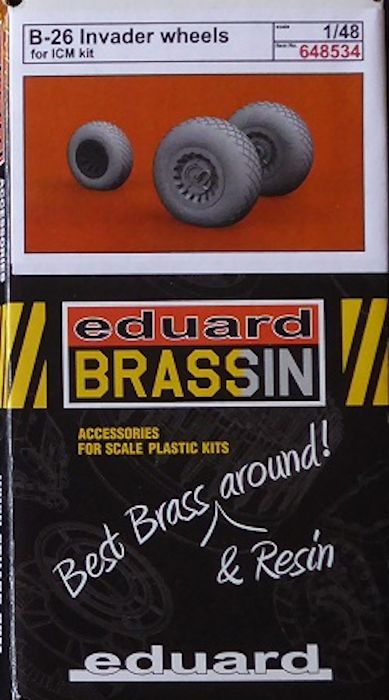 B-26 Invader wheels
for ICM kit
scale
1/48
Item No.
648534
eduard
BRASSIN
ACCESSORIES
FOR SCALE PLASTIC KITS
Best Brass around!
& Resin
eduard
ACCESSORIES